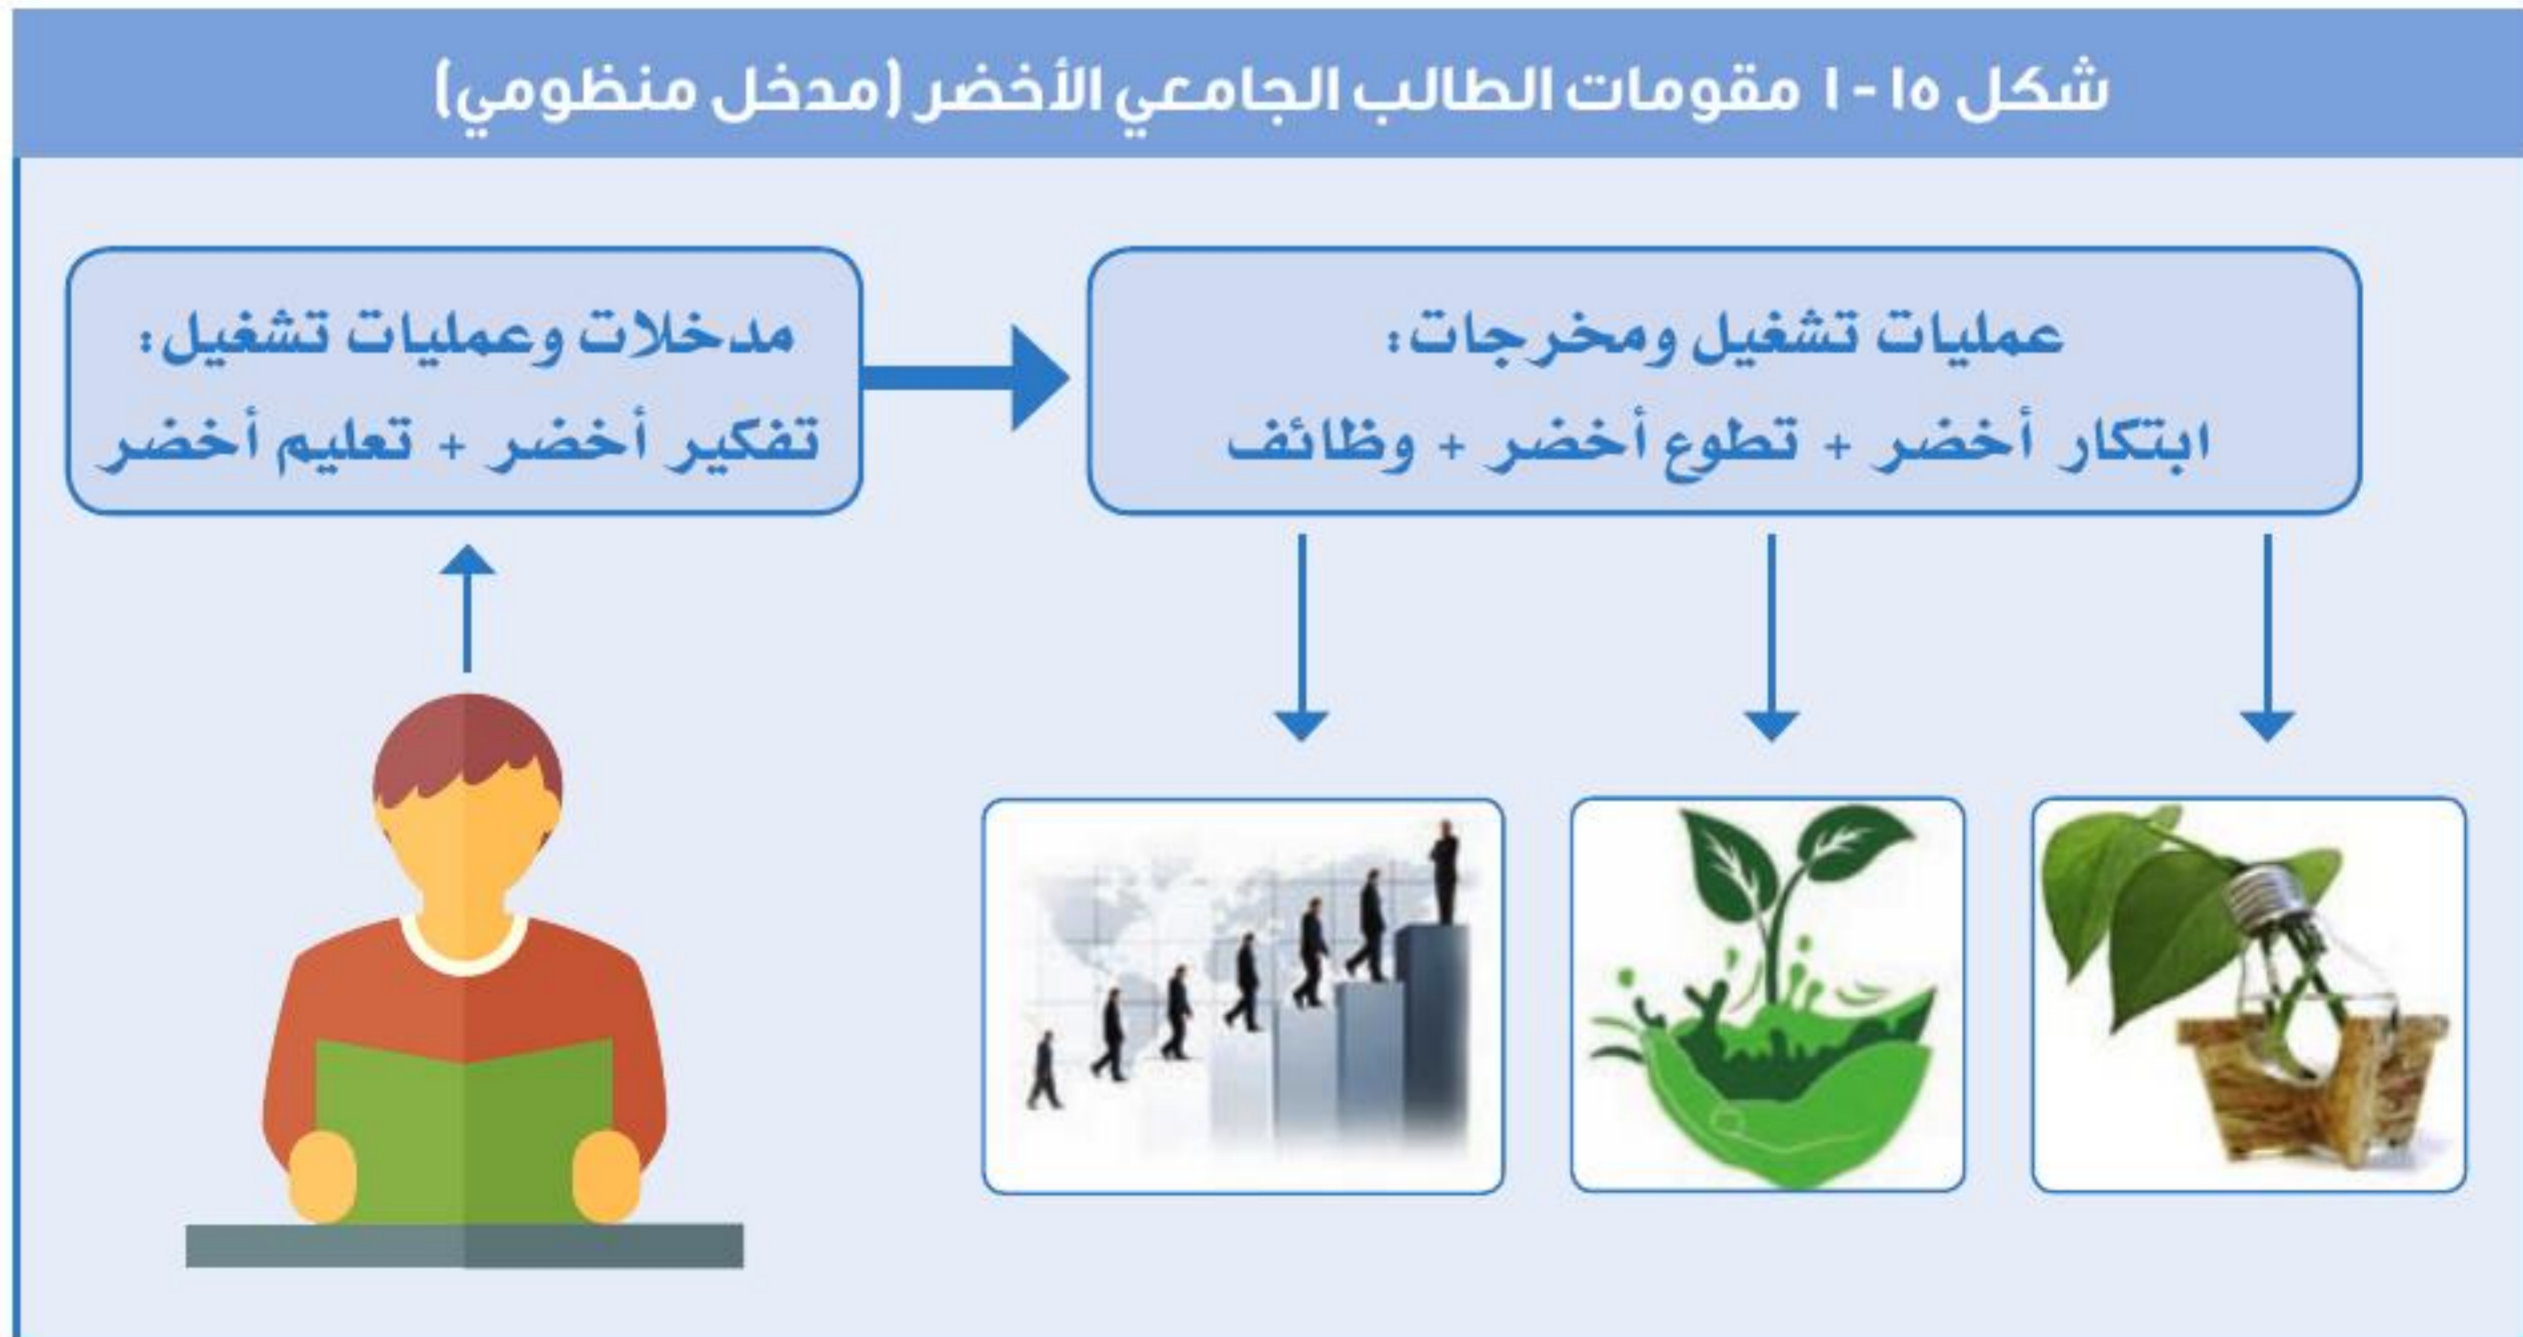 شكل ١٥ - ١ مقومات الطالب الجامعي الأخضر (مدخل منظومي)
مدخلات وعمليات تشغيل:
تفكير أخضر + تعليم أخضر
عمليات تشغيل ومخرجات:
ابتكار أخضر + تطوع أخضر + وظائف